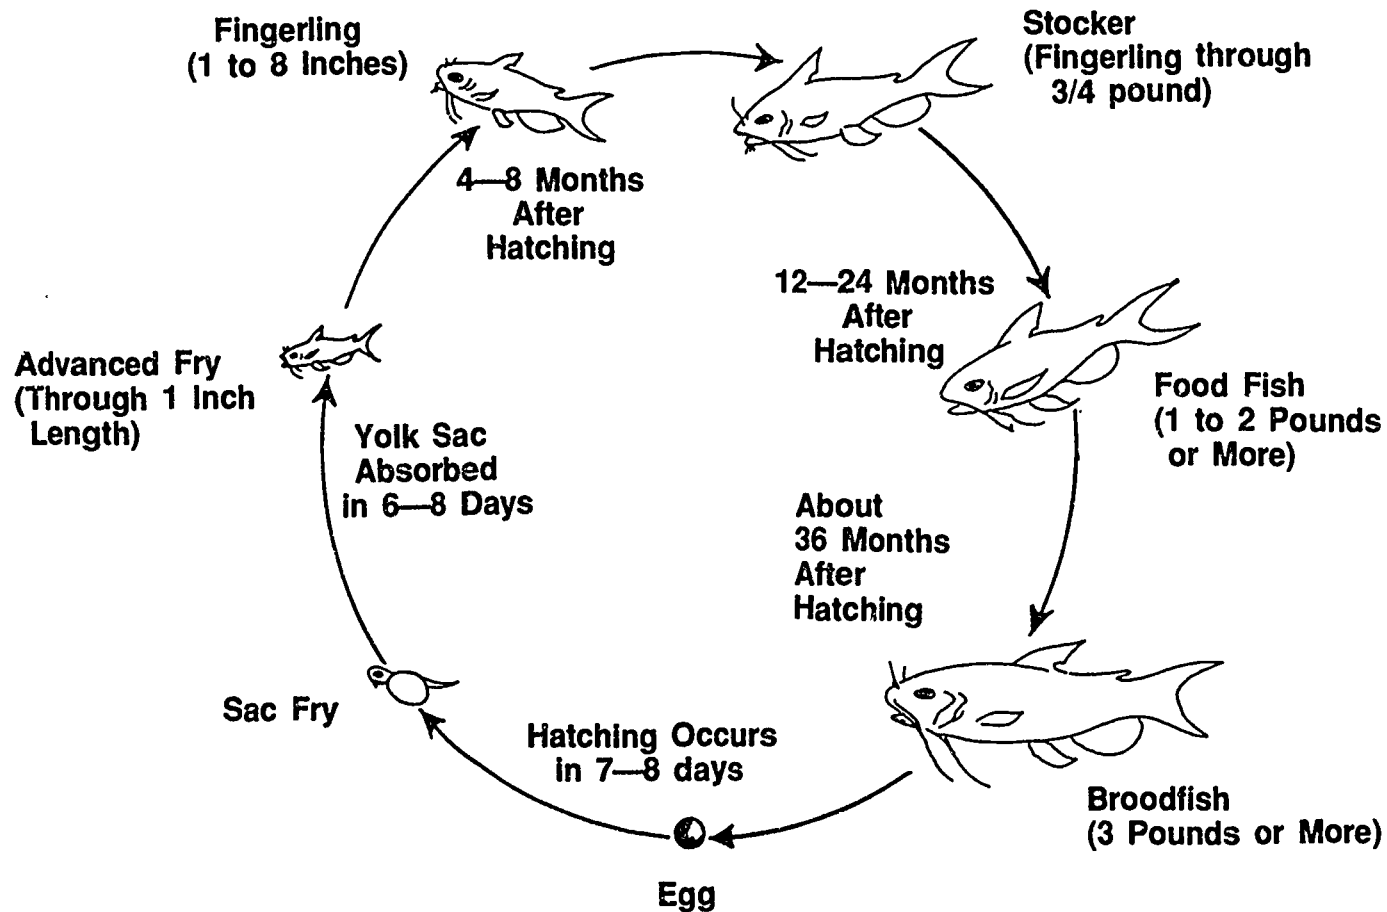 Fingerling
(1 to 8 Inches)
Stocker
(Fingerling through
3/4 pound)
4—8 Months
After
Hatching
12—24 Months
After
Hatching
Advanced Fry
(Through 1 Inch
Length)
Food Fish
(1 to 2 Pounds
or More)
Yolk Sac
Absorbed
in 6—8 Days
About
36 Months
After
Hatching
Sac Fry
Hatching Occurs
in 7—8 days
Broodfish
(3 Pounds or More)
Egg